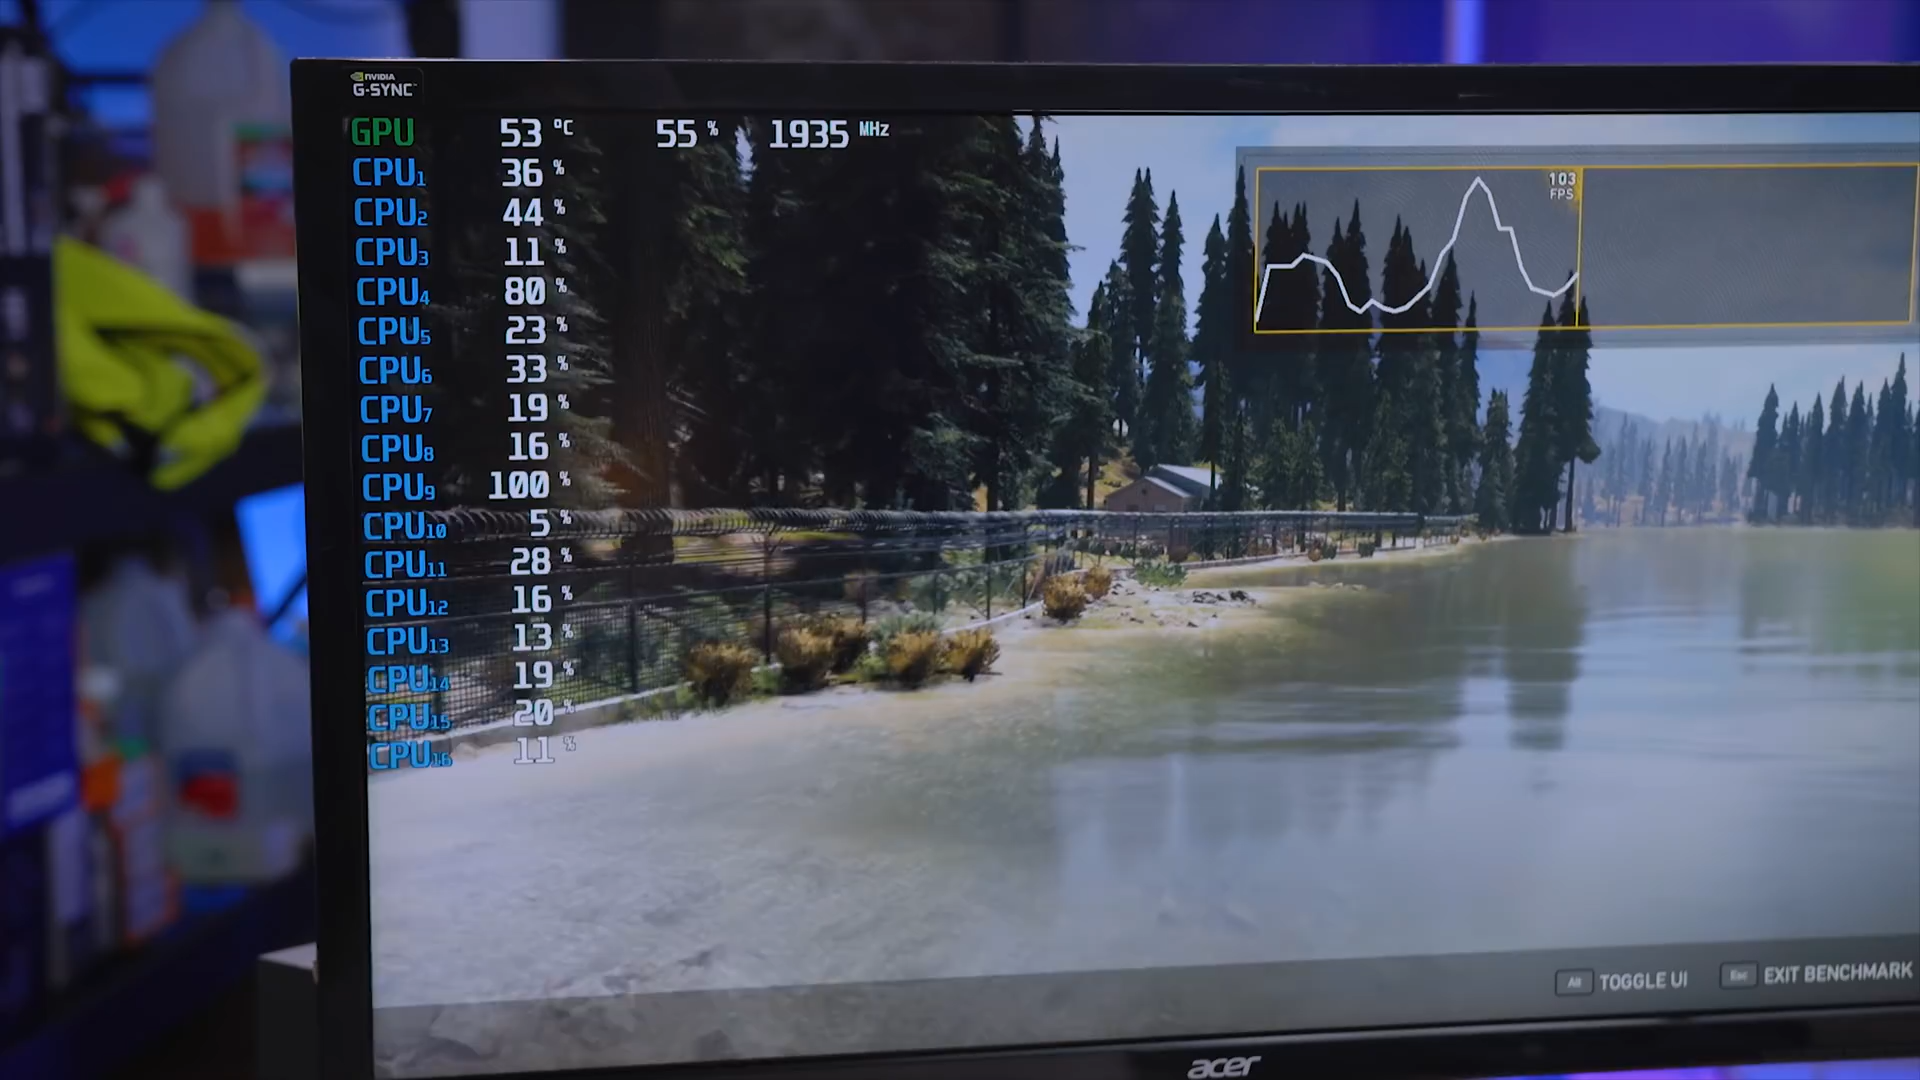 NVIDIA
G-SYNC
GPU 53 °C 55 % 1935 MHz
CPU1 36 %
CPU2 44 %
CPU3 11 %
CPU4 80 %
CPU5 23 %
CPU6 33 %
CPU7 19 %
CPU8 16 %
CPU9 100 %
CPU10 5 %
CPU11 28 %
CPU12 16 %
CPU13 13 %
CPU14 19 %
CPU15 20 %
CPU16 11 %
103
FPS
Alt TOGGLE UI Esc EXIT BENCHMARK
acer